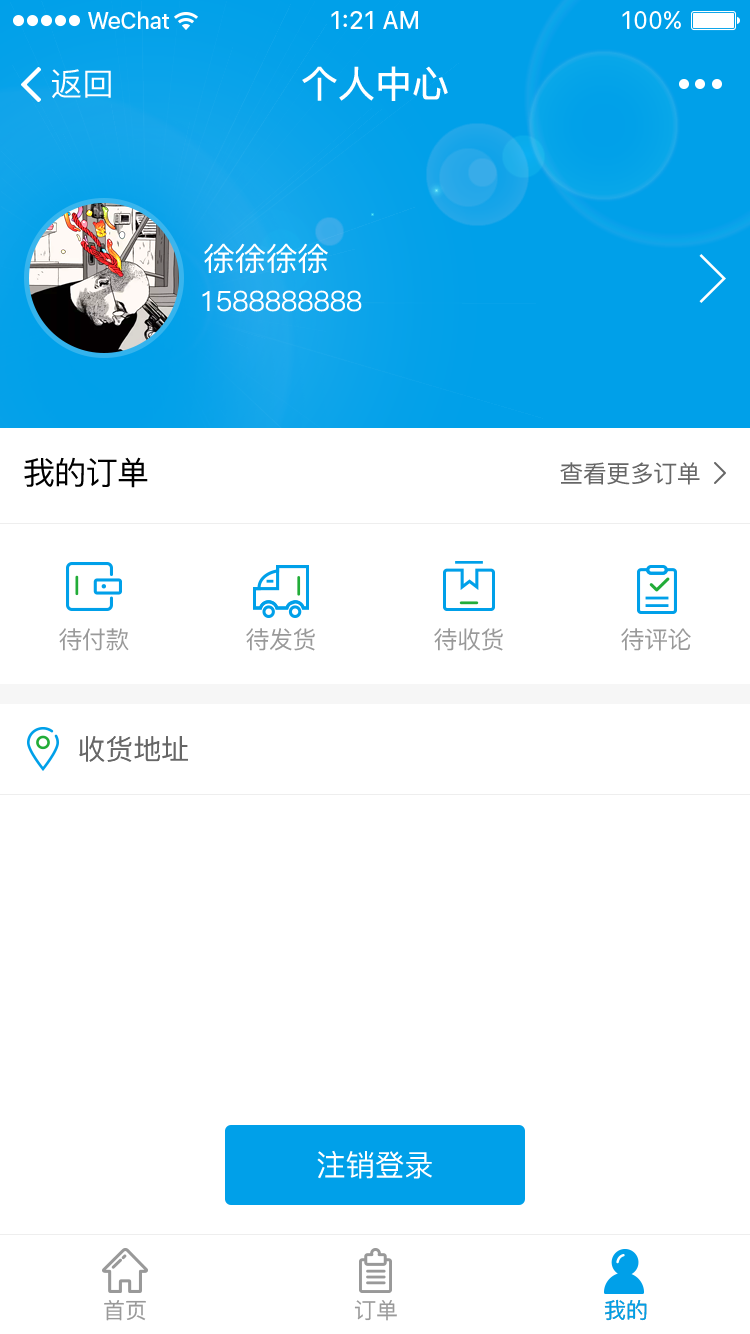 WeChat 1:21 AM 100%
返回 个人中心
徐徐徐徐
1588888888
我的订单 查看更多订单
待付款 待发货 待收货 待评论
收货地址
注销登录
首页 订单 我的